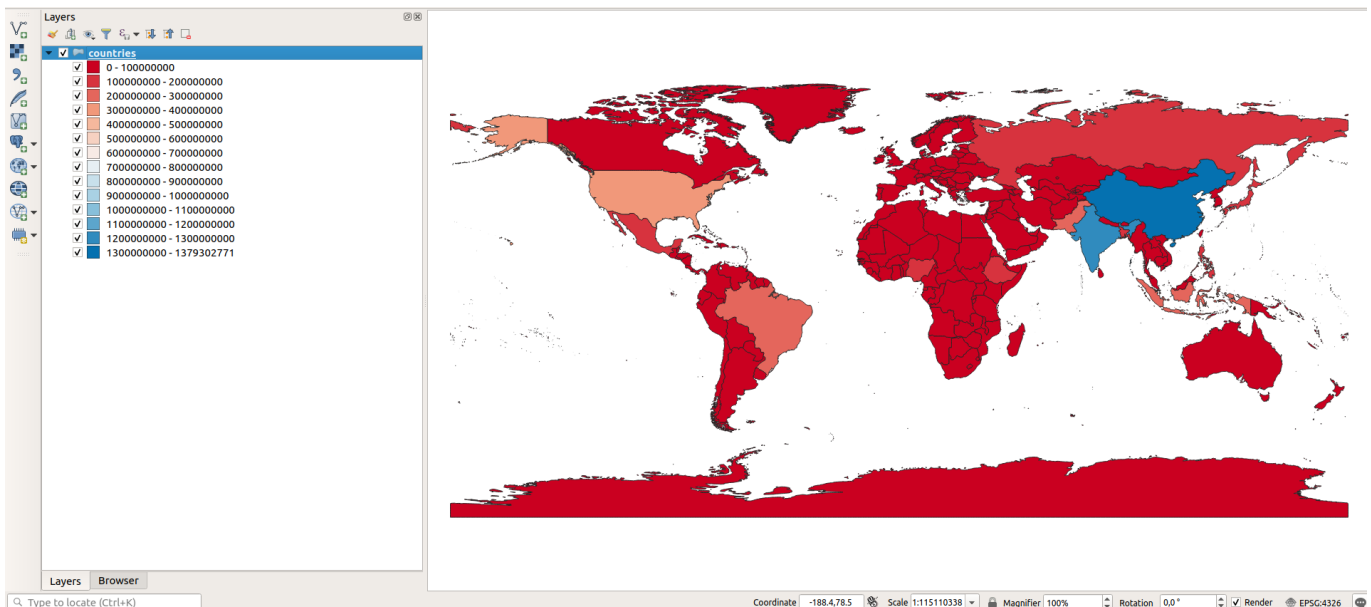 Layers
countries
0 - 100000000
100000000 - 200000000
200000000 - 300000000
300000000 - 400000000
400000000 - 500000000
500000000 - 600000000
600000000 - 700000000
700000000 - 800000000
800000000 - 900000000
900000000 - 1000000000
1000000000 - 1100000000
1100000000 - 1200000000
1200000000 - 1300000000
1300000000 - 1379302771
Layers Browser
Type to locate (Ctrl+K) Coordinate -188.4,78.5 Scale 1:115110338 Magnifier 100% Rotation 0,0 ° Render EPSG:4326